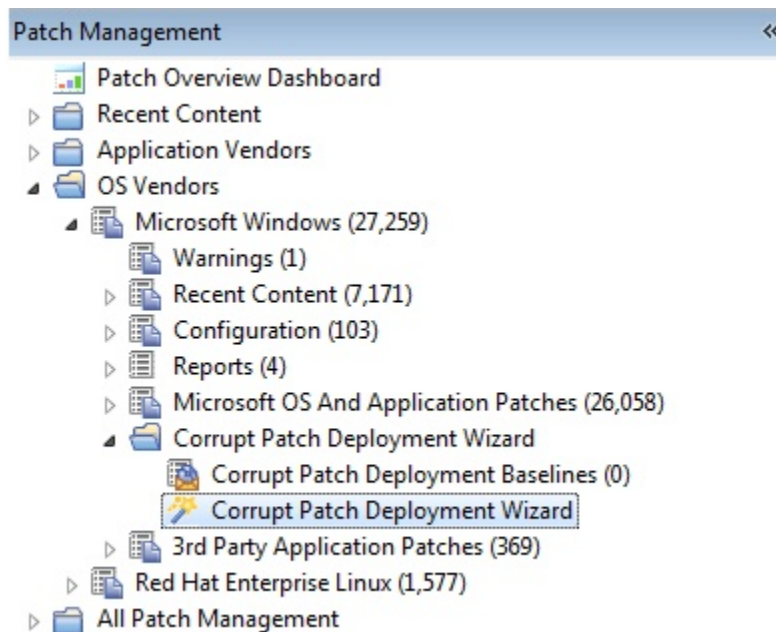 Patch Management
Patch Overview Dashboard
Recent Content
Application Vendors
OS Vendors
Microsoft Windows (27,259)
Warnings (1)
Recent Content (7,171)
Configuration (103)
Reports (4)
Microsoft OS And Application Patches (26,058)
Corrupt Patch Deployment Wizard
Corrupt Patch Deployment Baselines (0)
Corrupt Patch Deployment Wizard
3rd Party Application Patches (369)
Red Hat Enterprise Linux (1,577)
All Patch Management